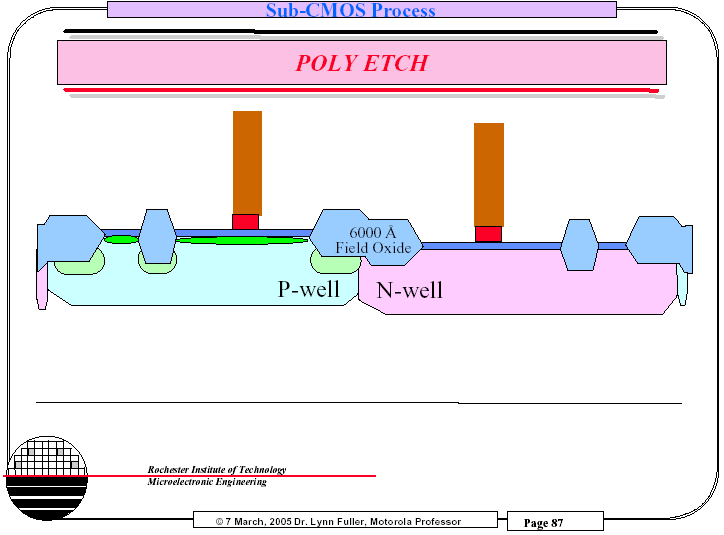 Sub-CMOS Process
POLY ETCH
6000 Å
Field Oxide
P-well
N-well
Rochester Institute of Technology
Microelectronic Engineering
© 7 March, 2005 Dr. Lynn Fuller, Motorola Professor
Page 87